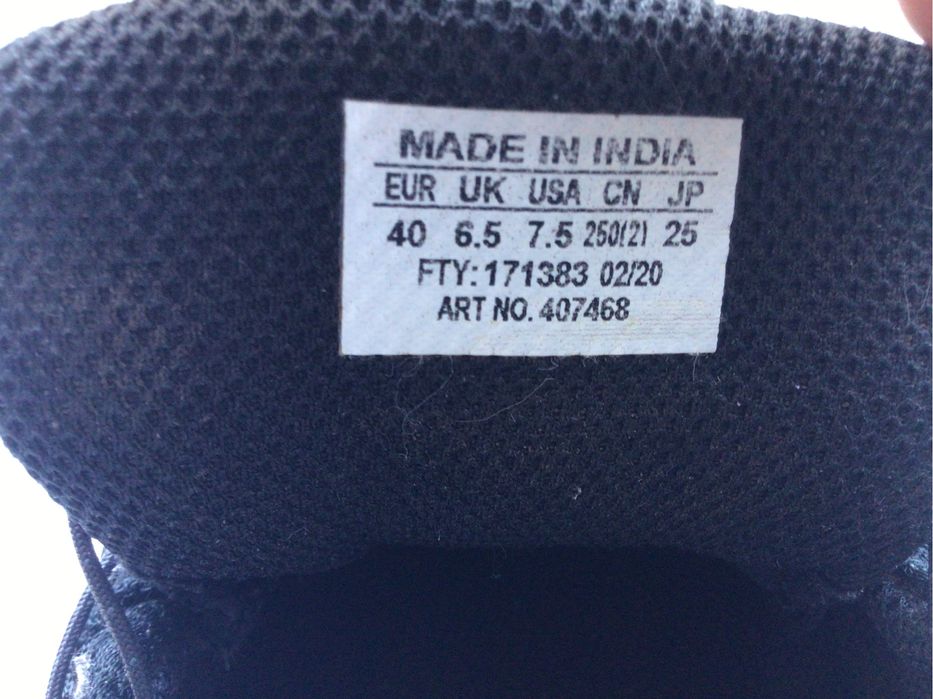 MADE IN INDIA
EUR UK USA CN JP
40 6.5 7.5 250(2) 25
FTY: 171383 02/20
ART NO. 407468